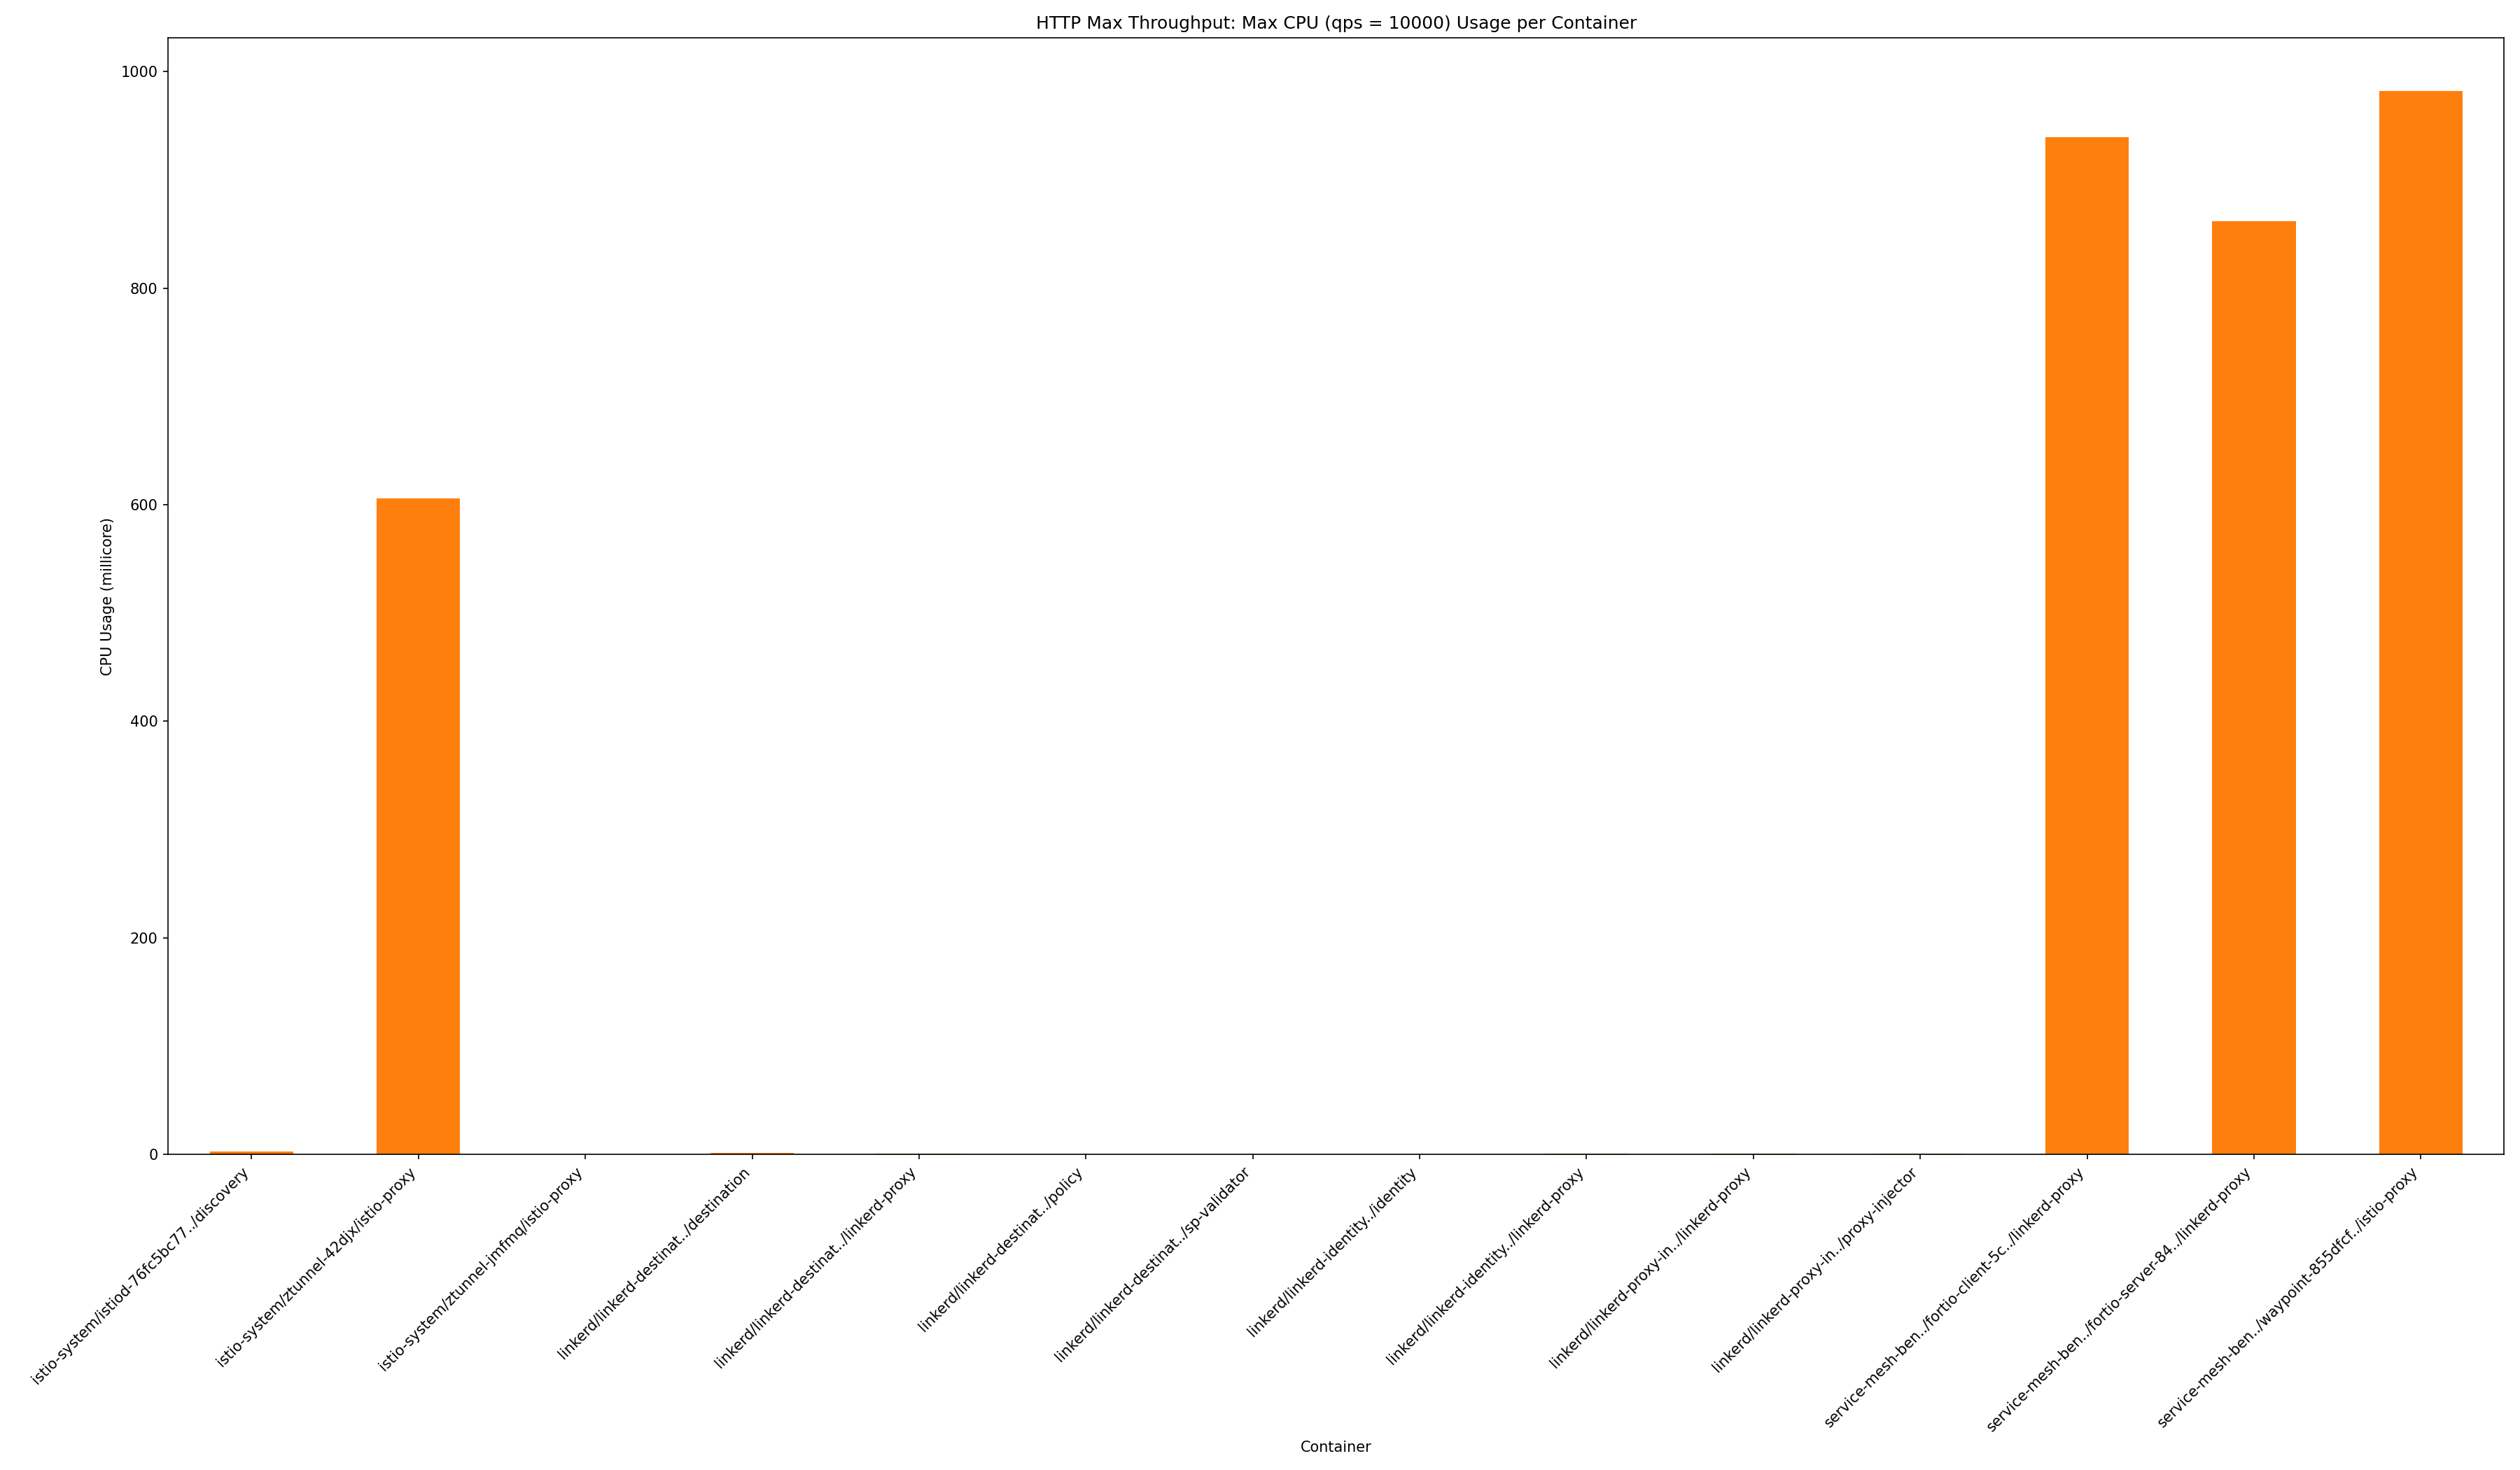 HTTP Max Throughput: Max CPU (qps = 10000) Usage per Container
1000
800
600
400
200
0
CPU Usage (millicore)
istio-system/istiod-76fc5bc77../discovery
istio-system/ztunnel-42djx/istio-proxy
istio-system/ztunnel-jmfmq/istio-proxy
linkerd/linkerd-destinat../destination
linkerd/linkerd-destinat../linkerd-proxy
linkerd/linkerd-destinat../policy
linkerd/linkerd-destinat../sp-validator
linkerd/linkerd-identity../identity
linkerd/linkerd-identity../linkerd-proxy
linkerd/linkerd-proxy-in../linkerd-proxy
linkerd/linkerd-proxy-in../proxy-injector
service-mesh-ben../fortio-client-5c../linkerd-proxy
service-mesh-ben../fortio-server-84../linkerd-proxy
service-mesh-ben../waypoint-855dfcf../istio-proxy
Container